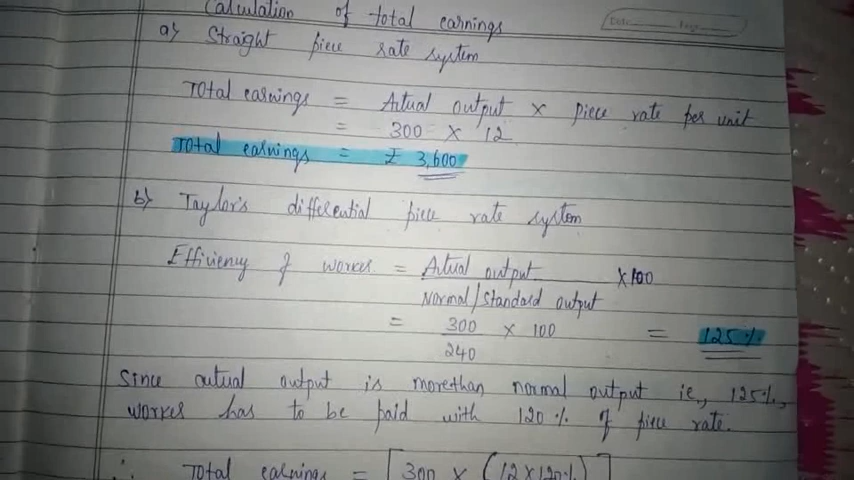 Calculation of total earnings
Date Page
a) Straight piece rate system
Total earnings = Actual output × piece rate per unit
= 300 × 12
Total earnings = ₹ 3,600
b) Taylor's differential piece rate system
Efficiency of worker = Actual output ×100
Normal/Standard output
= 300 × 100 = 125%
240
Since actual output is more than normal output ie., 125%,
worker has to be paid with 120% of piece rate.
∴ Total earnings = [300 × (12×120%)]